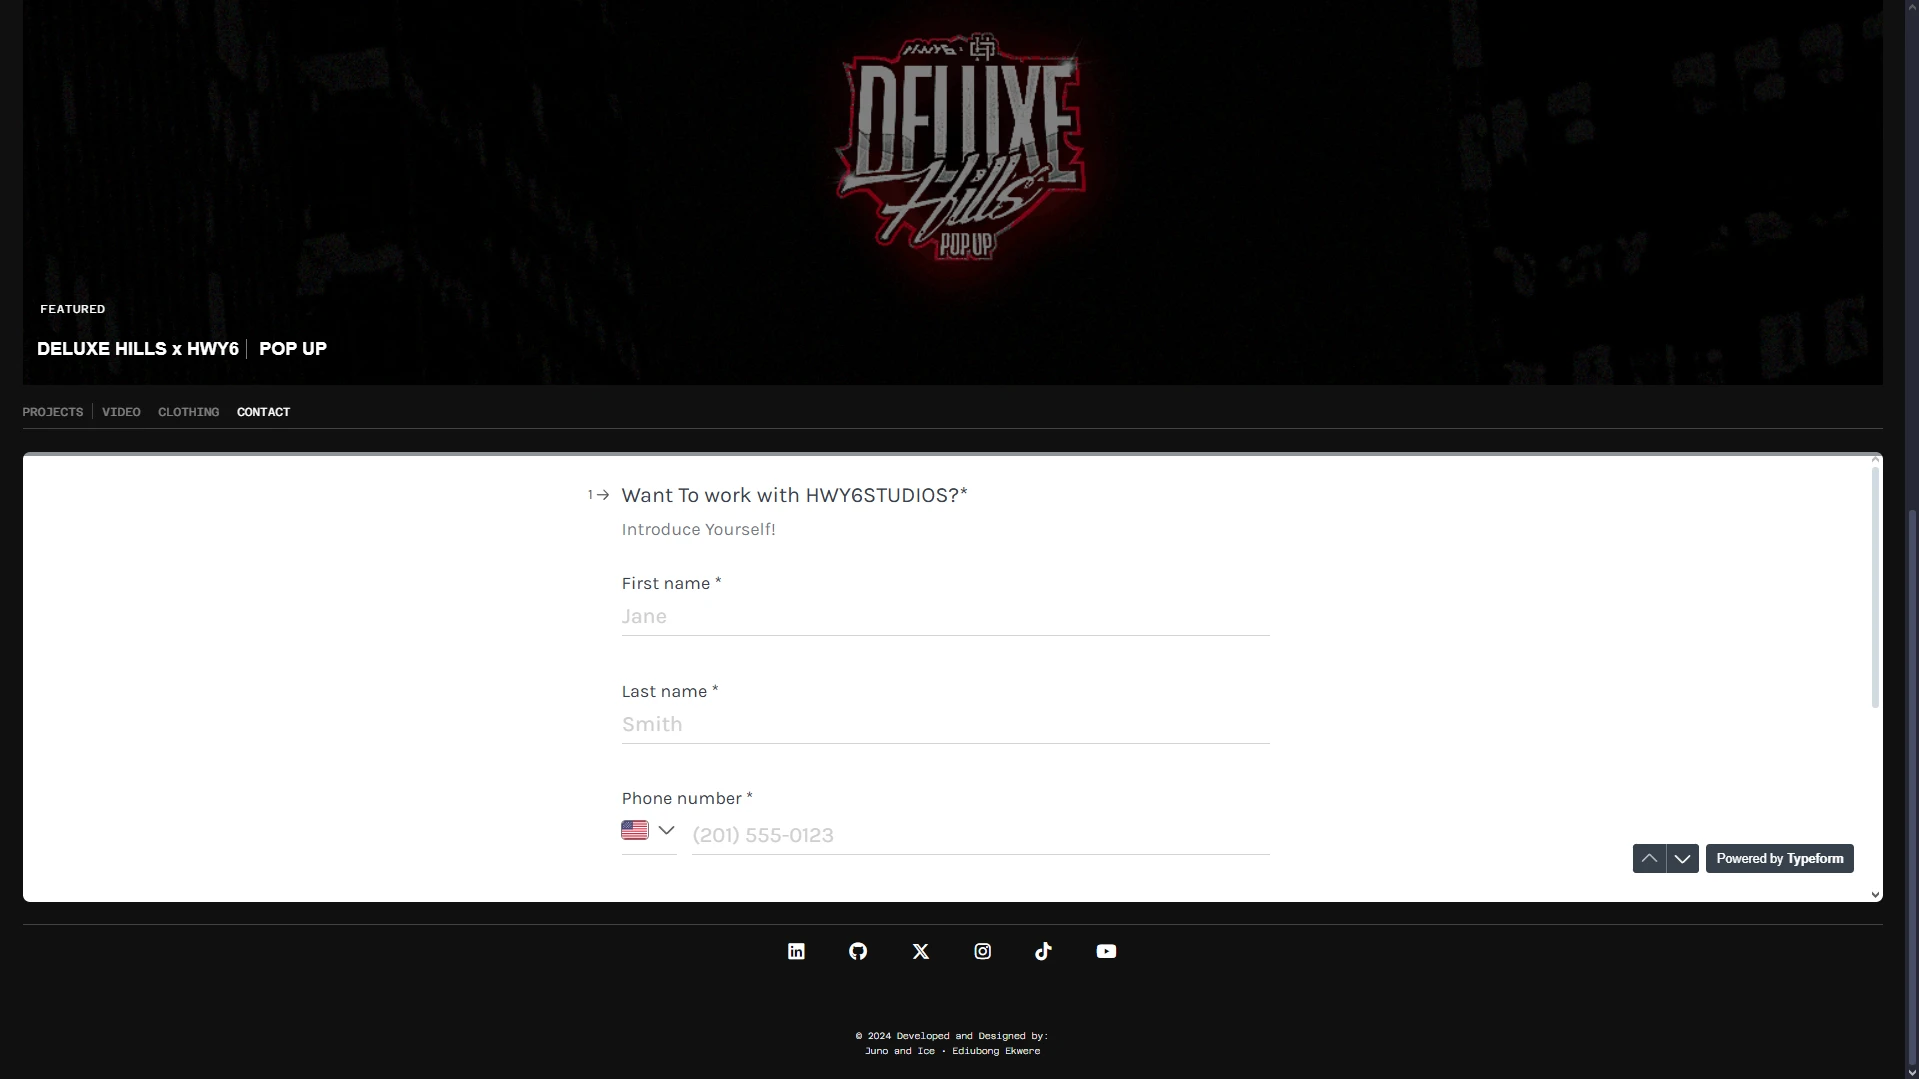 HWY6
DELUXE
Hills
POP UP
FEATURED
DELUXE HILLS x HWY6 | POP UP
PROJECTS | VIDEO CLOTHING CONTACT
1 → Want To work with HWY6STUDIOS?*
Introduce Yourself!
First name *
Jane
Last name *
Smith
Phone number *
(201) 555-0123
Powered by Typeform
© 2024 Developed and Designed by:
Juno and Ice · Ediubong Ekwere